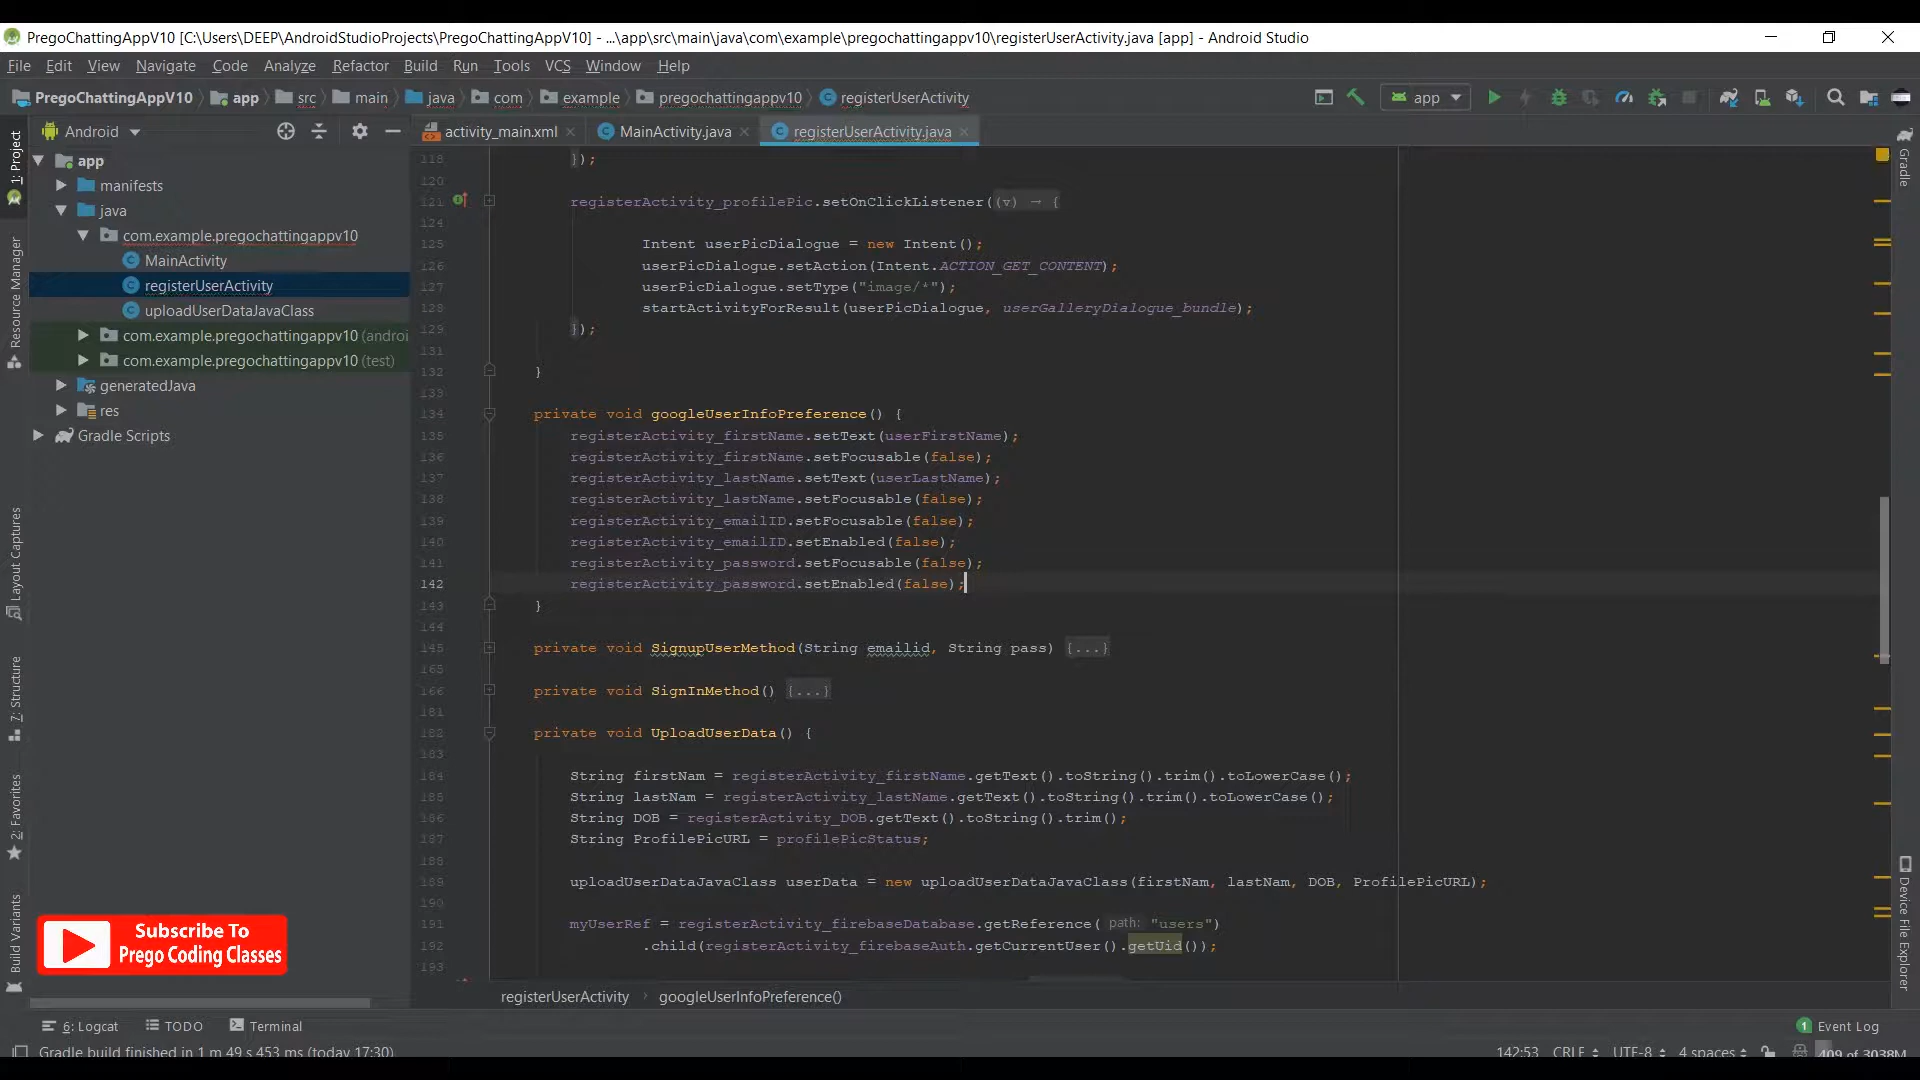 PregoChattingAppV10 [C:\Users\DEEP\AndroidStudioProjects\PregoChattingAppV10] - ...\app\src\main\java\com\example\pregochattingappv10\registerUserActivity.java [app] - Android Studio
File Edit View Navigate Code Analyze Refactor Build Run Tools VCS Window Help
PregoChattingAppV10 app src main java com example pregochattingappv10 registerUserActivity app
Android
activity_main.xml MainActivity.java registerUserActivity.java
1: Project
Resource Manager
Layout Captures
7: Structure
2: Favorites
Build Variants
app
manifests
java
com.example.pregochattingappv10
MainActivity
registerUserActivity
uploadUserDataJavaClass
com.example.pregochattingappv10 (androi
com.example.pregochattingappv10 (test)
generatedJava
res
Gradle Scripts
118 });
120
121 registerActivity_profilePic.setOnClickListener((v) → {
124
125 Intent userPicDialogue = new Intent();
126 userPicDialogue.setAction(Intent.ACTION_GET_CONTENT);
127 userPicDialogue.setType("image/*");
128 startActivityForResult(userPicDialogue, userGalleryDialogue_bundle);
129 });
131
132 }
133
134 private void googleUserInfoPreference() {
135 registerActivity_firstName.setText(userFirstName);
136 registerActivity_firstName.setFocusable(false);
137 registerActivity_lastName.setText(userLastName);
138 registerActivity_lastName.setFocusable(false);
139 registerActivity_emailID.setFocusable(false);
140 registerActivity_emailID.setEnabled(false);
141 registerActivity_password.setFocusable(false);
142 registerActivity_password.setEnabled(false);
143 }
144
145 private void SignupUserMethod(String emailid, String pass) {...}
165
166 private void SignInMethod() {...}
181
182 private void UploadUserData() {
183
184 String firstNam = registerActivity_firstName.getText().toString().trim().toLowerCase();
185 String lastNam = registerActivity_lastName.getText().toString().trim().toLowerCase();
186 String DOB = registerActivity_DOB.getText().toString().trim();
187 String ProfilePicURL = profilePicStatus;
188
189 uploadUserDataJavaClass userData = new uploadUserDataJavaClass(firstNam, lastNam, DOB, ProfilePicURL);
190
191 myUserRef = registerActivity_firebaseDatabase.getReference( path: "users")
192 .child(registerActivity_firebaseAuth.getCurrentUser().getUid());
193
Gradle
Device File Explorer
Subscribe To
Prego Coding Classes
registerUserActivity googleUserInfoPreference()
6: Logcat TODO Terminal 1 Event Log
Gradle build finished in 1 m 49 s 453 ms (today 17:30) 142:53 CRLF UTF-8 4 spaces 409 of 3038M